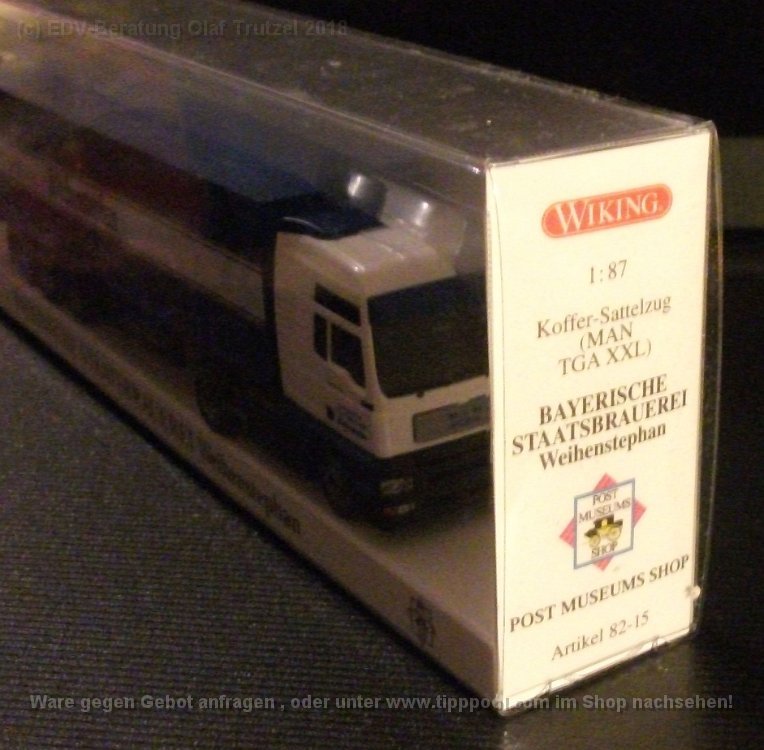 (c) EDV-Beratung Olaf Trutzel 2018
WIKING
1:87
Koffer-Sattelzug
(MAN
TGA XXL)
BAYERISCHE
STAATSBRAUEREI
Weihenstephan
POST
MUSEUMS
SHOP
POST MUSEUMS SHOP
Artikel 82-15
Weihenstephan
Ware gegen Gebot anfragen , oder unter www.tipppool.com im Shop nachsehen!